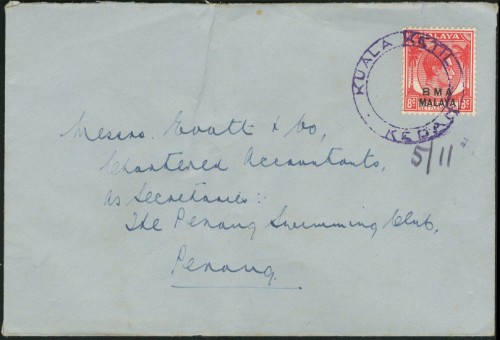 KUALA KETIL
KEDAH
MALAYA
8c 8c
BMA
MALAYA
5/11
Messrs. Evatt & Co,
Chartered Accountants,
as Secretaries:
The Penang Swimming Club,
Penang.